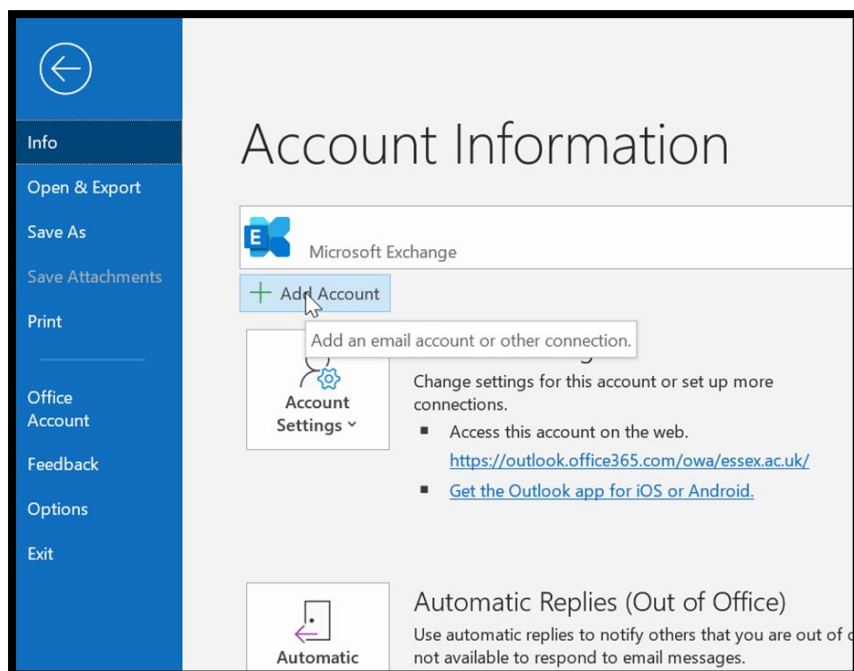 Info
Open & Export
Save As
Save Attachments
Print
Office
Account
Feedback
Options
Exit
Account Information
E
Microsoft Exchange
Add Account
Add an email account or other connection.
Account
Settings
Change settings for this account or set up more
connections.
Access this account on the web.
https://outlook.office365.com/owa/essex.ac.uk/
Get the Outlook app for iOS or Android.
Automatic
Automatic Replies (Out of Office)
Use automatic replies to notify others that you are out of
not available to respond to email messages.